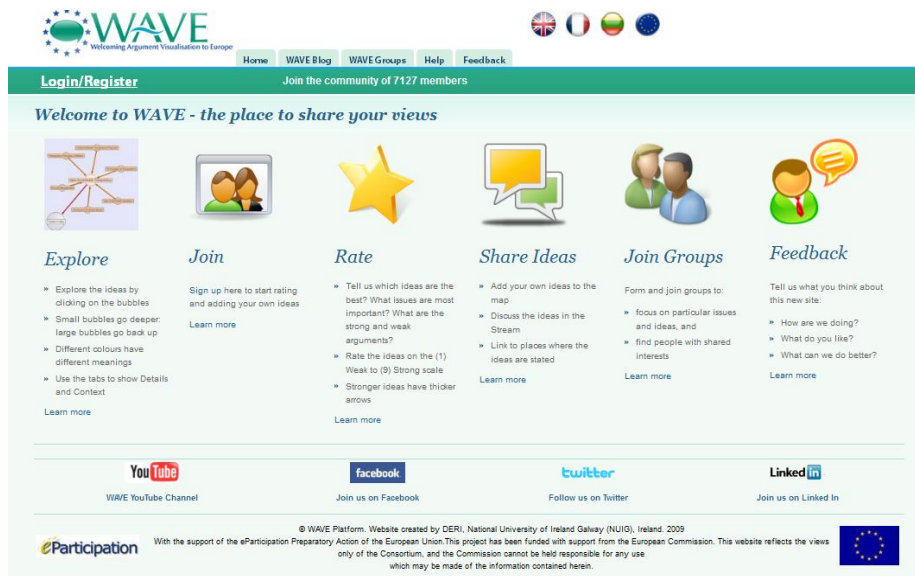 WAVE
Welcoming Argument Visualisation to Europe
Home WAVE Blog WAVE Groups Help Feedback
Login/Register
Join the community of 7127 members
Welcome to WAVE - the place to share your views
Explore
» Explore the ideas by
clicking on the bubbles
» Small bubbles go deeper:
large bubbles go back up
» Different colours have
different meanings
» Use the tabs to show Details
and Context
Learn more
Join
Sign up here to start rating
and adding your own ideas
Learn more
Rate
» Tell us which ideas are the
best? What issues are most
important? What are the
strong and weak
arguments?
» Rate the ideas on the (1)
Weak to (9) Strong scale
» Stronger ideas have thicker
arrows
Learn more
Share Ideas
» Add your own ideas to the
map
» Discuss the ideas in the
Stream
» Link to places where the
ideas are stated
Learn more
Join Groups
Form and join groups to:
» focus on particular issues
and ideas, and
» find people with shared
interests
Learn more
Feedback
Tell us what you think about
this new site:
» How are we doing?
» What do you like?
» What can we do better?
Learn more
YouTube
WAVE YouTube Channel
facebook
Join us on Facebook
twitter
Follow us on Twitter
Linked in
Join us on Linked In
eParticipation
© WAVE Platform. Website created by DERI, National University of Ireland Galway (NUIG), Ireland. 2009
With the support of the eParticipation Preparatory Action of the European Union.This project has been funded with support from the European Commission. This website reflects the views
only of the Consortium, and the Commission cannot be held responsible for any use
which may be made of the information contained herein.